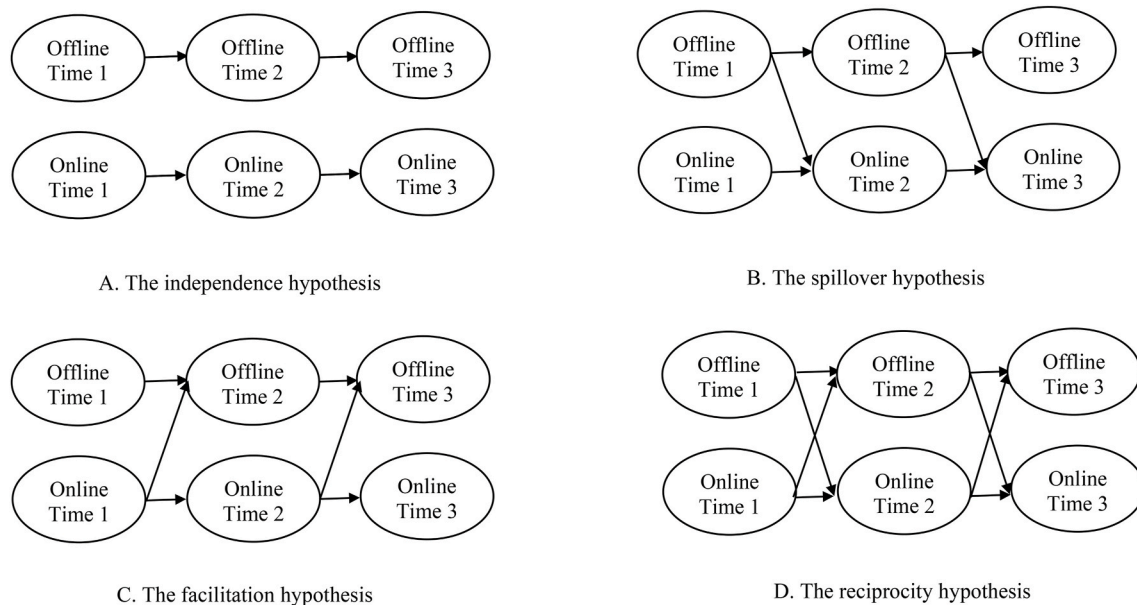 Offline
Time 1
Offline
Time 2
Offline
Time 3
Online
Time 1
Online
Time 2
Online
Time 3
A. The independence hypothesis
Offline
Time 1
Offline
Time 2
Offline
Time 3
Online
Time 1
Online
Time 2
Online
Time 3
B. The spillover hypothesis
Offline
Time 1
Offline
Time 2
Offline
Time 3
Online
Time 1
Online
Time 2
Online
Time 3
C. The facilitation hypothesis
Offline
Time 1
Offline
Time 2
Offline
Time 3
Online
Time 1
Online
Time 2
Online
Time 3
D. The reciprocity hypothesis